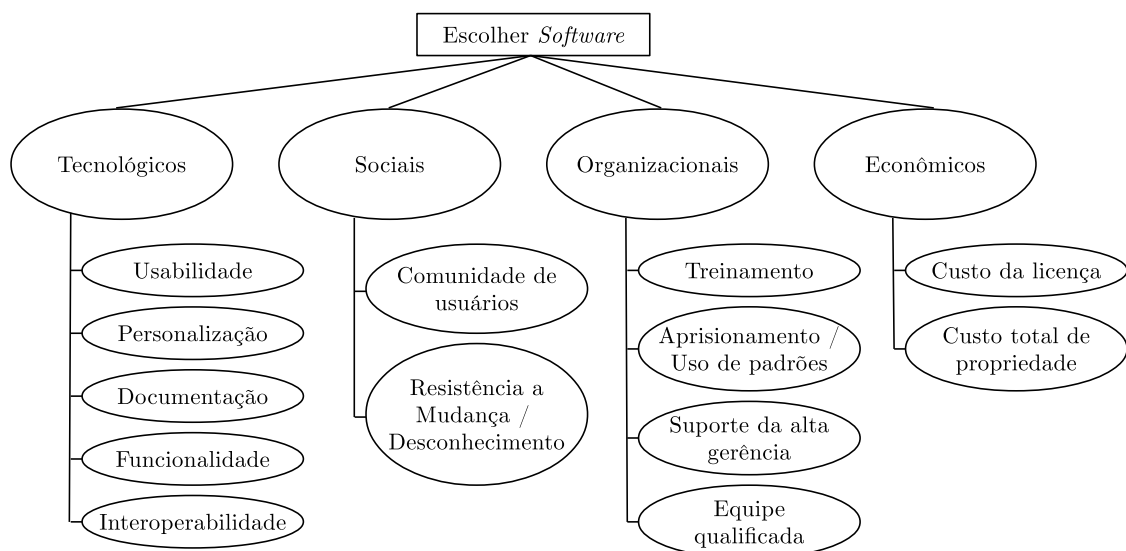 Escolher Software
Tecnológicos
Sociais
Organizacionais
Econômicos
Usabilidade
Personalização
Documentação
Funcionalidade
Interoperabilidade
Comunidade de
usuários
Resistência a
Mudança /
Desconhecimento
Treinamento
Aprisionamento /
Uso de padrões
Suporte da alta
gerência
Equipe
qualificada
Custo da licença
Custo total de
propriedade